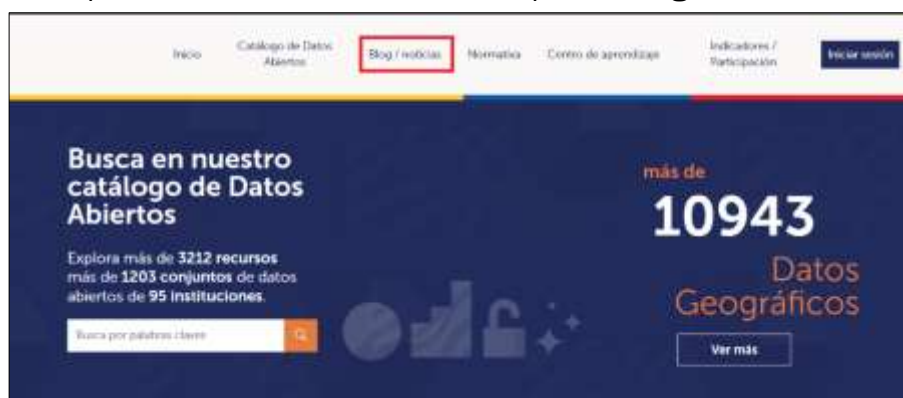 Inicio
Catálogo de Datos
Abiertos
Blog / noticias
Normativa
Centro de aprendizaje
Indicadores /
Participación
Iniciar sesión
Busca en nuestro
catálogo de Datos
Abiertos
Explora más de 3212 recursos
más de 1203 conjuntos de datos
abiertos de 95 instituciones.
Busca por palabras claves
más de
10943
Datos
Geográficos
Ver más